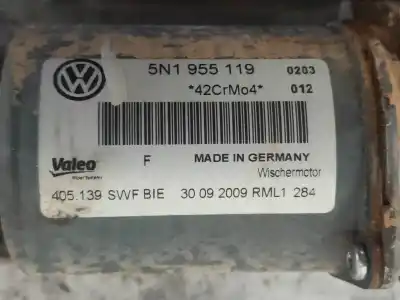 5N1 955 119 0203
*42CrMo4* 012
Valeo F MADE IN GERMANY
Wischermotor
405.139 SWF BIE 30 09 2009 RML1 284